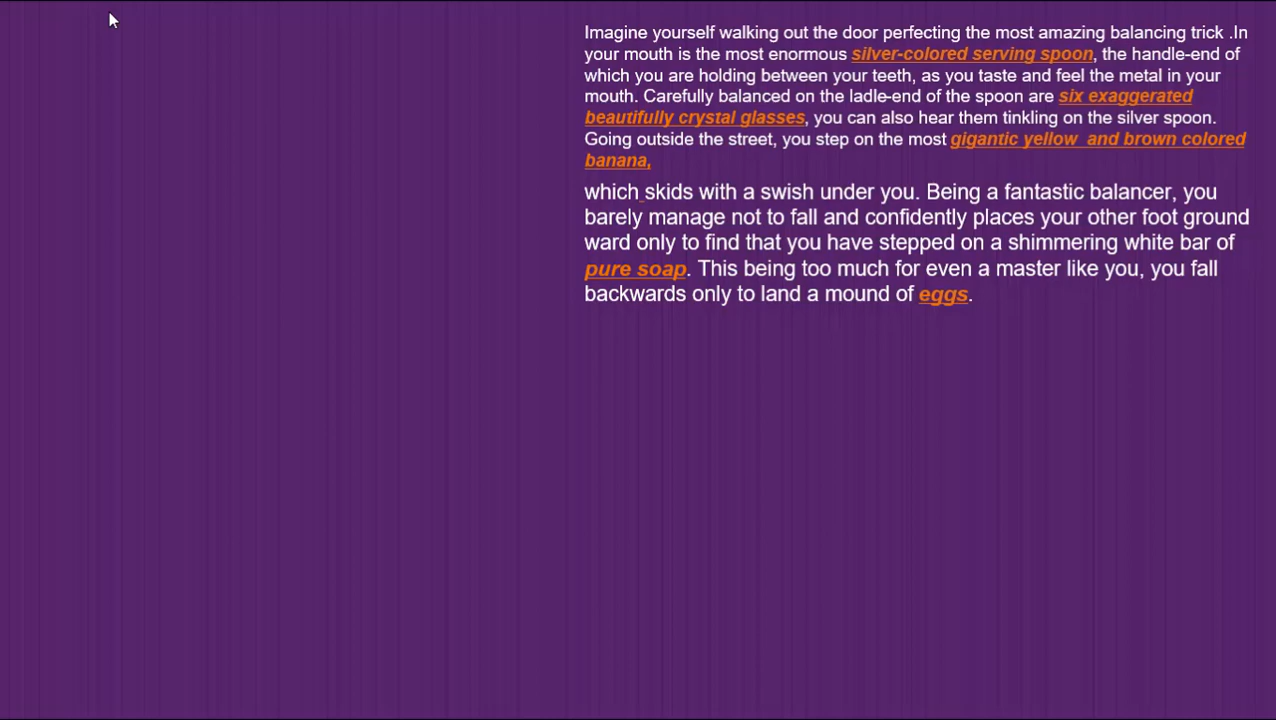 Imagine yourself walking out the door perfecting the most amazing balancing trick .In
your mouth is the most enormous silver-colored serving spoon, the handle-end of
which you are holding between your teeth, as you taste and feel the metal in your
mouth. Carefully balanced on the ladle-end of the spoon are six exaggerated
beautifully crystal glasses, you can also hear them tinkling on the silver spoon.
Going outside the street, you step on the most gigantic yellow  and brown colored
banana,
which skids with a swish under you. Being a fantastic balancer, you
barely manage not to fall and confidently places your other foot ground
ward only to find that you have stepped on a shimmering white bar of
pure soap. This being too much for even a master like you, you fall
backwards only to land a mound of eggs.